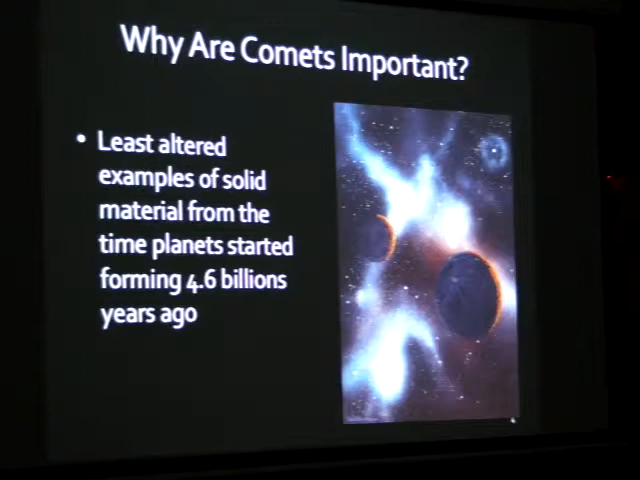 Why Are Comets Important?
• Least altered
examples of solid
material from the
time planets started
forming 4.6 billions
years ago